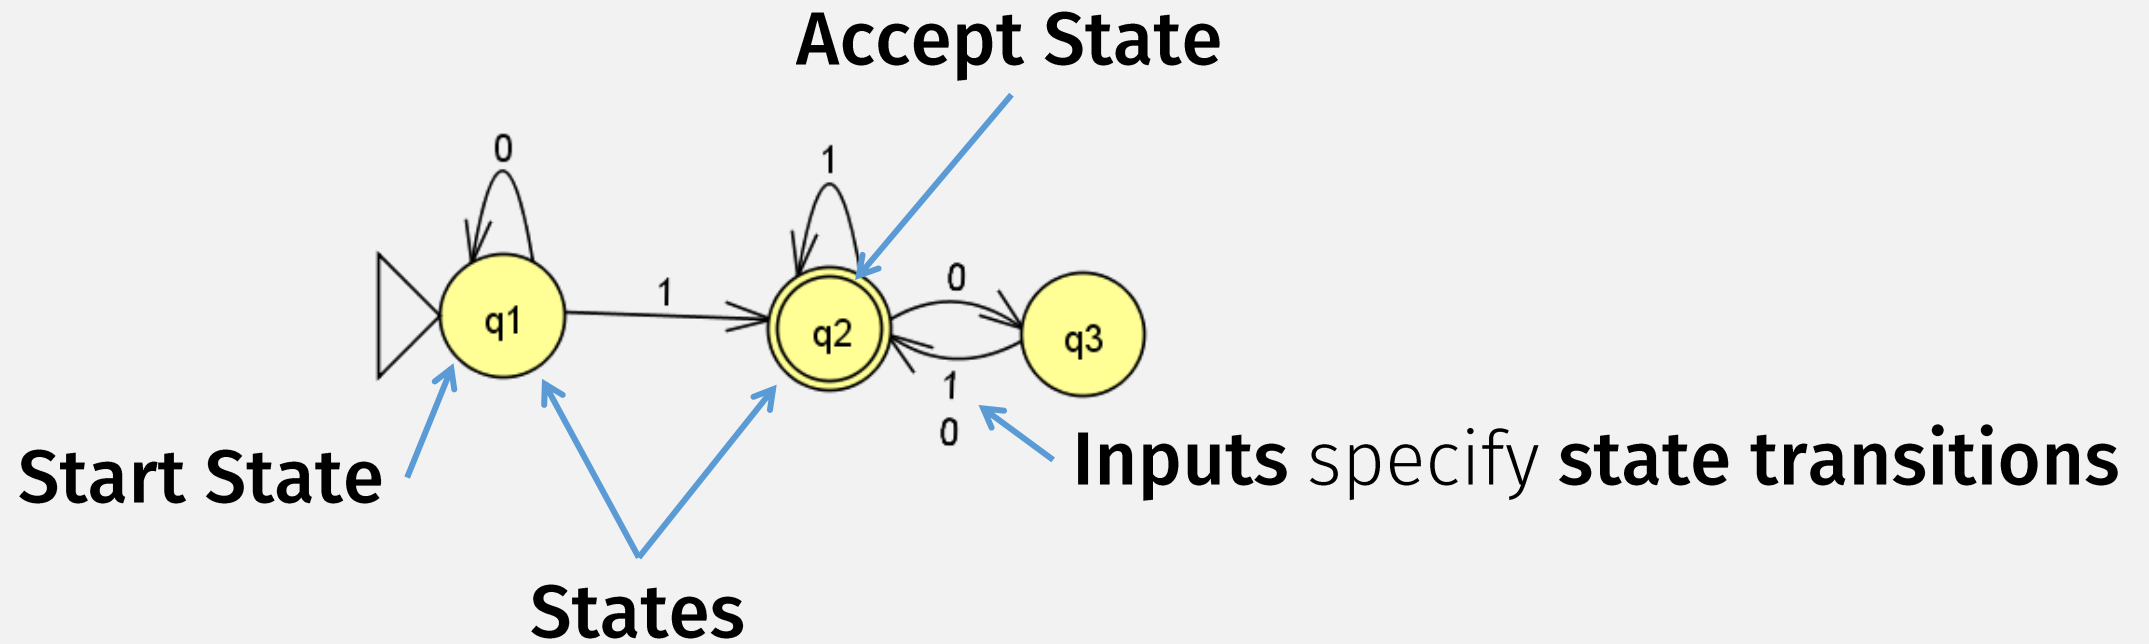 Accept State
0
1
q1
1
q2
0
q3
1
0
Inputs specify state transitions
Start State
States